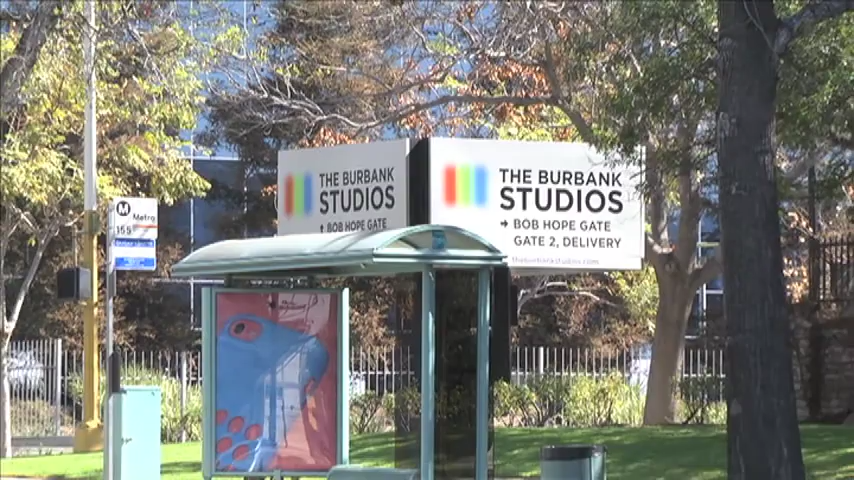 M Metro
155
THE BURBANK
STUDIOS
BOB HOPE GATE
THE BURBANK
STUDIOS
→ BOB HOPE GATE
GATE 2, DELIVERY
theburbankstudios.com